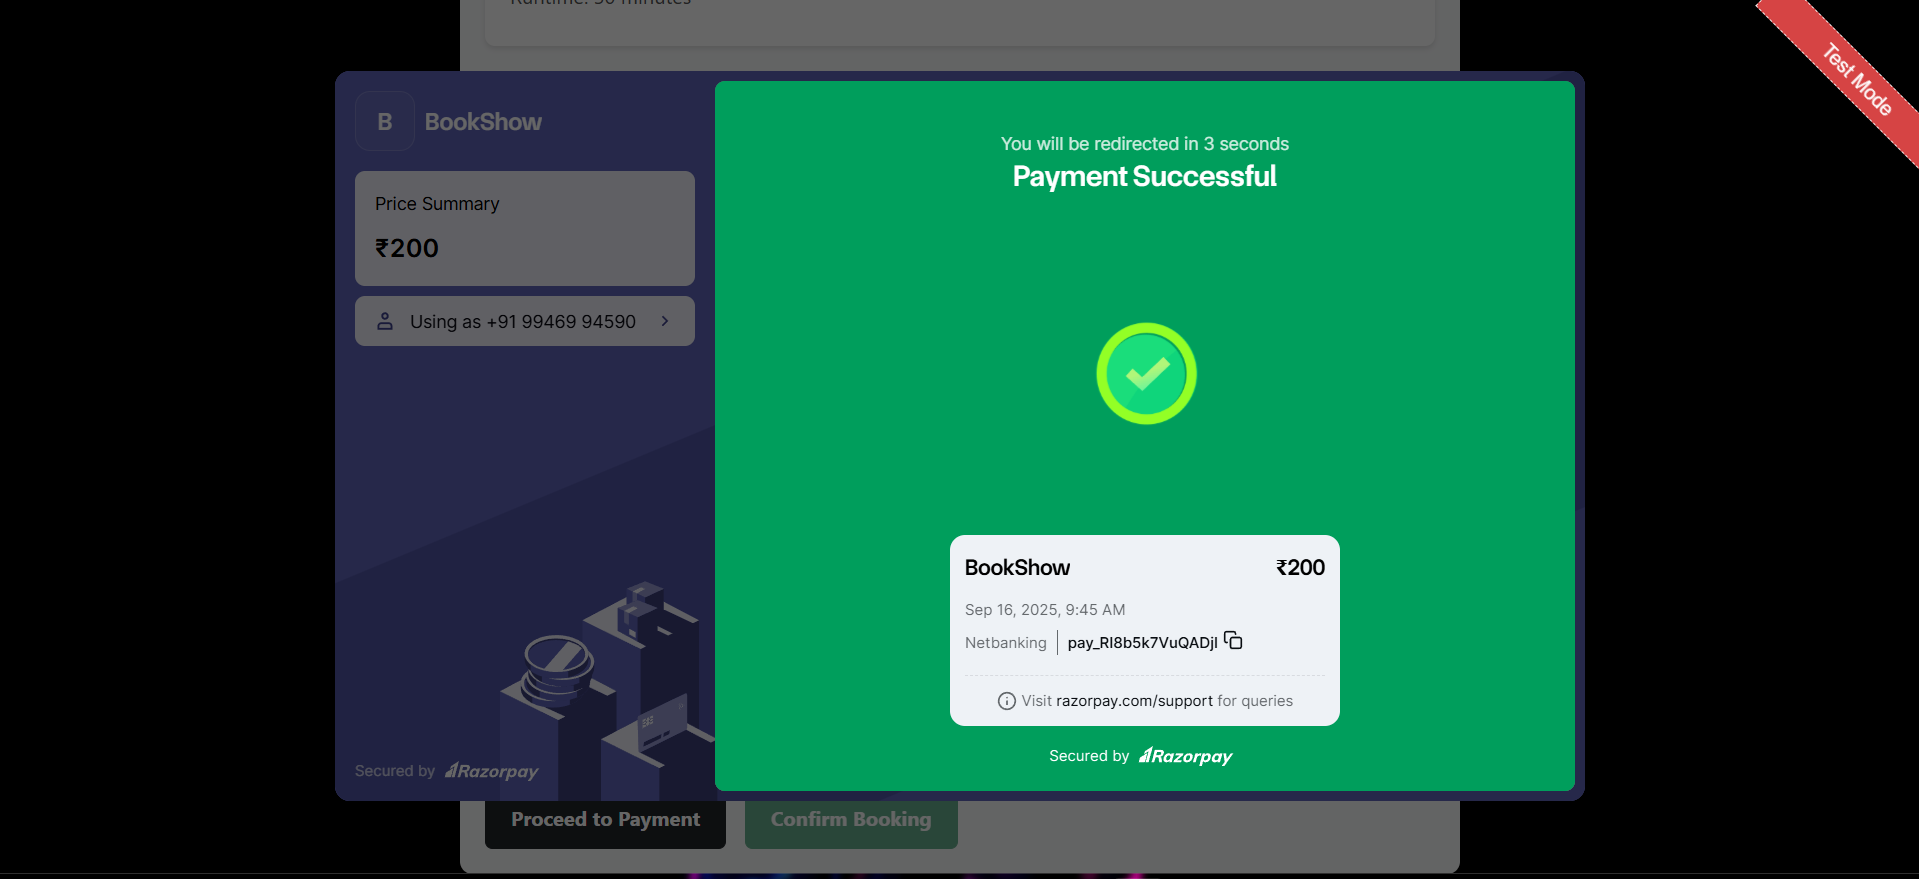 Runtime: 50 minutes
Test Mode
B
BookShow
Price Summary
₹200
Using as +91 99469 94590
Secured by Razorpay
You will be redirected in 3 seconds
Payment Successful
BookShow ₹200
Sep 16, 2025, 9:45 AM
Netbanking pay_RI8b5k7VuQADjI
Visit razorpay.com/support for queries
Secured by Razorpay
Proceed to Payment
Confirm Booking